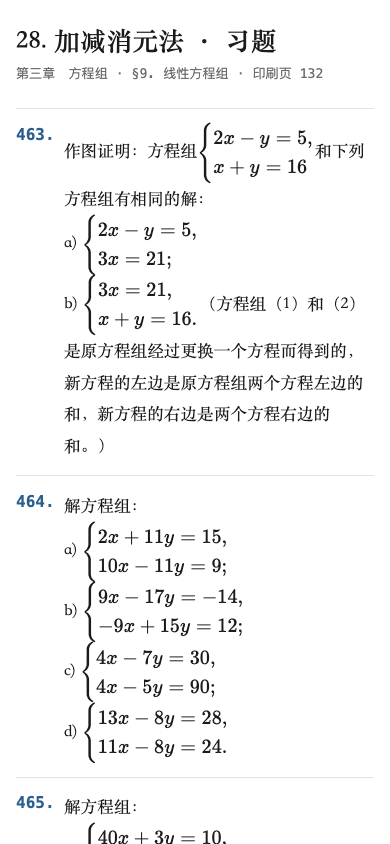 28. 加减消元法 · 习题
第三章 方程组 · §9. 线性方程组 · 印刷页 132
463.
作图证明：方程组 { 2x − y = 5, x + y = 16 和下列
方程组有相同的解：
a) { 2x − y = 5,
3x = 21;
b) { 3x = 21,
x + y = 16. （方程组（1）和（2）
是原方程组经过更换一个方程而得到的，
新方程的左边是原方程组两个方程左边的
和，新方程的右边是两个方程右边的
和。）
464. 解方程组：
a) { 2x + 11y = 15,
10x − 11y = 9;
b) { 9x − 17y = −14,
−9x + 15y = 12;
c) { 4x − 7y = 30,
4x − 5y = 90;
d) { 13x − 8y = 28,
11x − 8y = 24.
465. 解方程组：
{ 40x + 3y = 10,